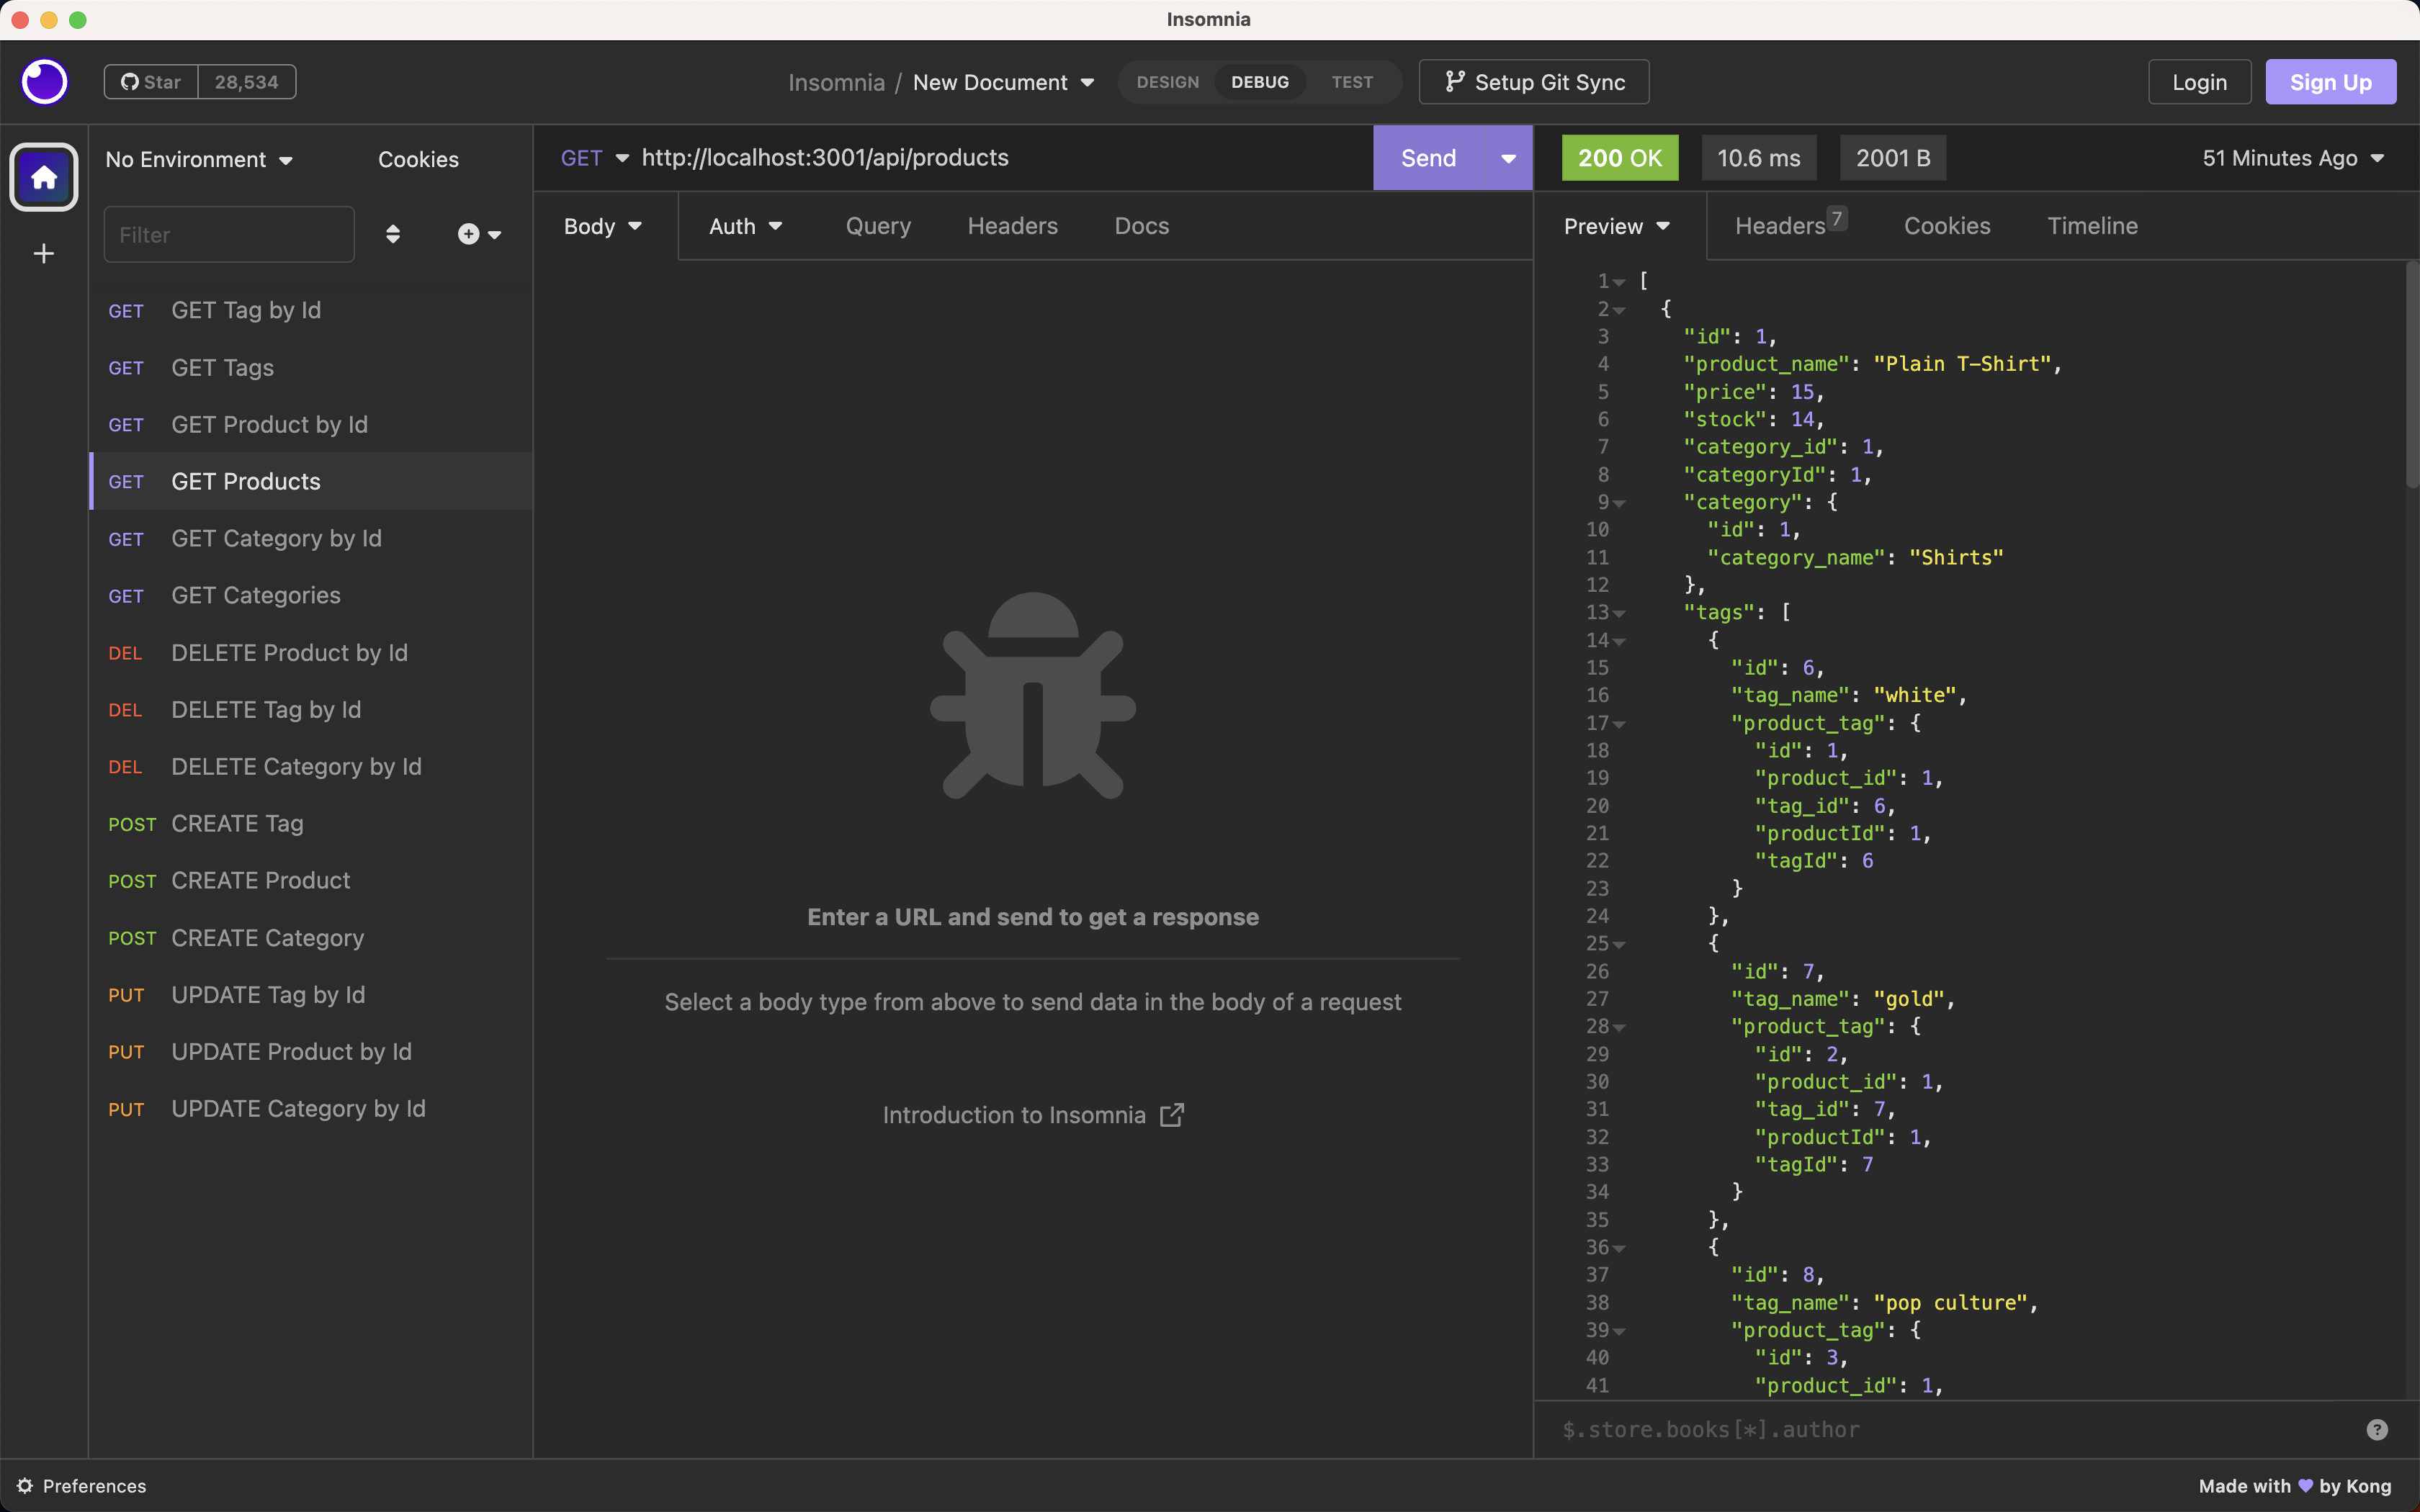 Insomnia
Star 28,534
Insomnia / New Document
DESIGN DEBUG TEST
Setup Git Sync
Login
Sign Up
No Environment
Cookies
Filter
GET GET Tag by Id
GET GET Tags
GET GET Product by Id
GET GET Products
GET GET Category by Id
GET GET Categories
DEL DELETE Product by Id
DEL DELETE Tag by Id
DEL DELETE Category by Id
POST CREATE Tag
POST CREATE Product
POST CREATE Category
PUT UPDATE Tag by Id
PUT UPDATE Product by Id
PUT UPDATE Category by Id
GET http://localhost:3001/api/products
Send
Body Auth Query Headers Docs
Enter a URL and send to get a response
Select a body type from above to send data in the body of a request
Introduction to Insomnia
200 OK 10.6 ms 2001 B 51 Minutes Ago
Preview Headers 7 Cookies Timeline
1 [
2 {
3 "id": 1,
4 "product_name": "Plain T-Shirt",
5 "price": 15,
6 "stock": 14,
7 "category_id": 1,
8 "categoryId": 1,
9 "category": {
10 "id": 1,
11 "category_name": "Shirts"
12 },
13 "tags": [
14 {
15 "id": 6,
16 "tag_name": "white",
17 "product_tag": {
18 "id": 1,
19 "product_id": 1,
20 "tag_id": 6,
21 "productId": 1,
22 "tagId": 6
23 }
24 },
25 {
26 "id": 7,
27 "tag_name": "gold",
28 "product_tag": {
29 "id": 2,
30 "product_id": 1,
31 "tag_id": 7,
32 "productId": 1,
33 "tagId": 7
34 }
35 },
36 {
37 "id": 8,
38 "tag_name": "pop culture",
39 "product_tag": {
40 "id": 3,
41 "product_id": 1,
$.store.books[*].author
?
Preferences
Made with 💜 by Kong